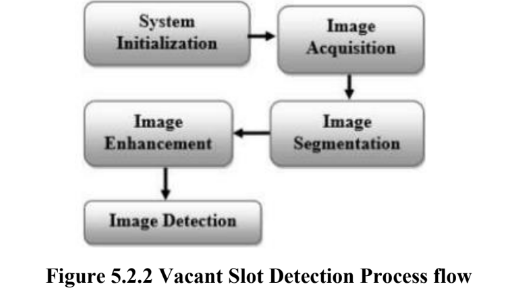 System
Initialization
Image
Acquisition
Image
Segmentation
Image
Enhancement
Image Detection
Figure 5.2.2 Vacant Slot Detection Process flow